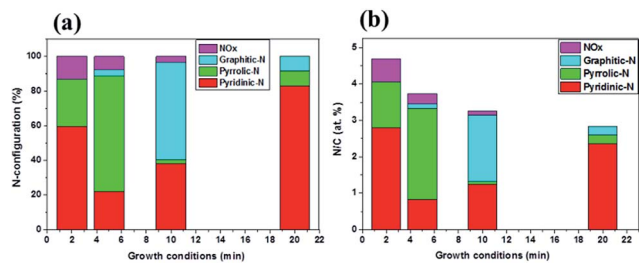 (a)
N-configuration (%)
100
80
60
40
20
0
NOx
Graphitic-N
Pyrrolic-N
Pyridinic-N
0 2 4 6 8 10 12 14 16 18 20 22
Growth conditions (min)
(b)
N/C (at. %)
5
4
3
2
1
0
NOx
Graphitic-N
Pyrrolic-N
Pyridinic-N
0 2 4 6 8 10 12 14 16 18 20 22
Growth conditions (min)